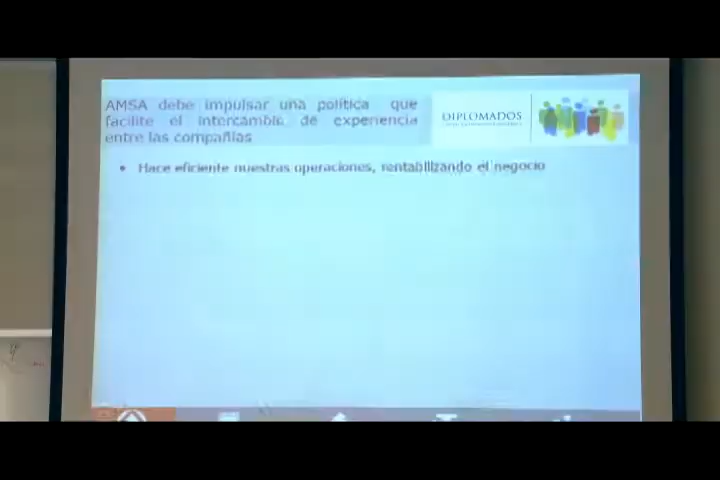 AMSA debe impulsar una política que
facilite el intercambio de experiencia
entre las compañías
DIPLOMADOS
• Hace eficiente nuestras operaciones, rentabilizando el negocio